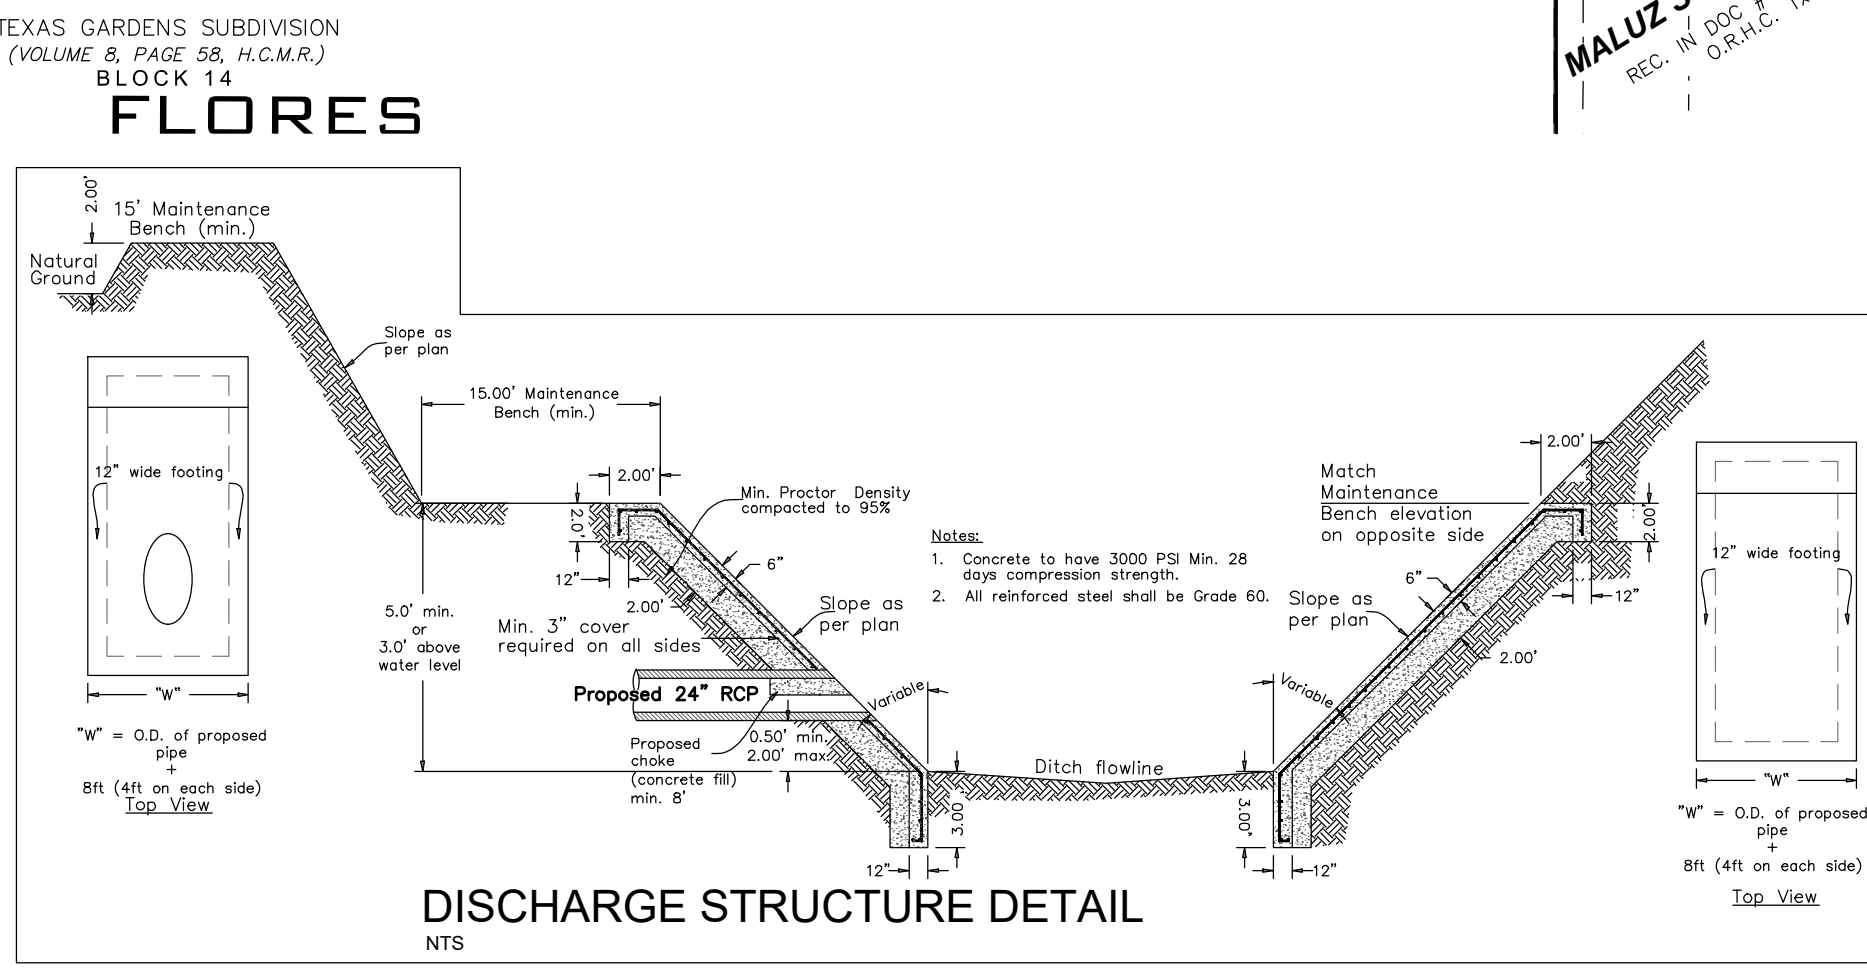 TEXAS GARDENS SUBDIVISION
(VOLUME 8, PAGE 58, H.C.M.R.)
BLOCK 14
FLORES
MALUZ
REC. IN DOC #
O.R.H.C. TX
2.00'
15' Maintenance
Bench (min.)
Natural
Ground
Slope as
per plan
15.00' Maintenance
Bench (min.)
12" wide footing
"W"
"W" = O.D. of proposed
pipe
+
8ft (4ft on each side)
Top View
5.0' min.
or
3.0' above
water level
2.00'
2.0'
12"
2.00'
Min. Proctor Density
compacted to 95%
6"
Slope as
per plan
Min. 3" cover
required on all sides
Proposed 24" RCP
Variable
Proposed
choke
(concrete fill)
min. 8'
0.50' min.
2.00' max.
3.00
12"
Notes:
1. Concrete to have 3000 PSI Min. 28
days compression strength.
2. All reinforced steel shall be Grade 60.
Ditch flowline
Match
Maintenance
Bench elevation
on opposite side
2.00'
2.00'
12"
6"
Slope as
per plan
2.00'
Variable
3.00'
12"
12" wide footing
"W"
"W" = O.D. of proposed
pipe
+
8ft (4ft on each side)
Top View
DISCHARGE STRUCTURE DETAIL
NTS